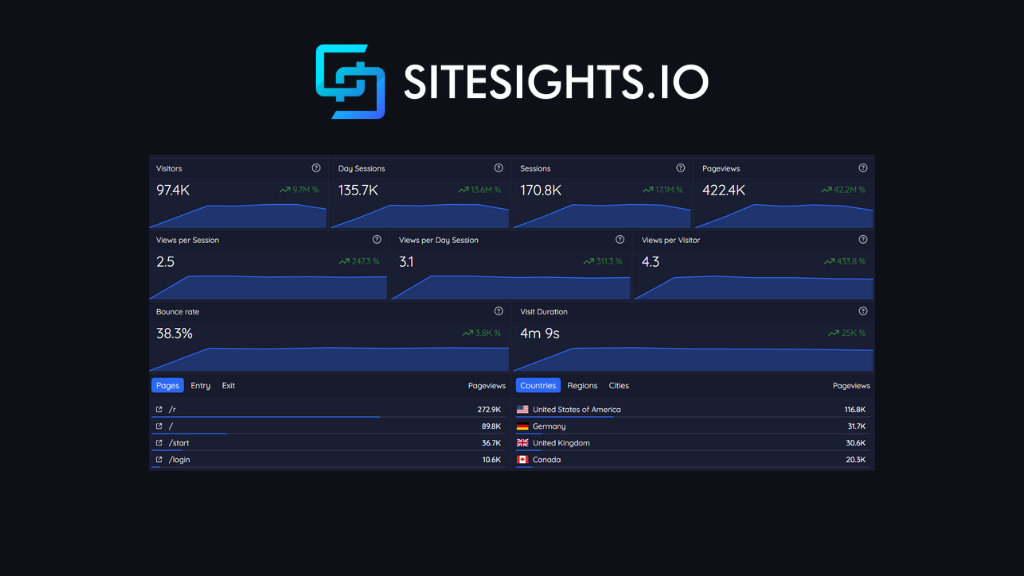 SITESIGHTS.IO
Visitors
97.4K 9.7M %
Day Sessions
135.7K 13.6M %
Sessions
170.8K 17.1M %
Pageviews
422.4K 42.2M %
Views per Session
2.5 247.3 %
Views per Day Session
3.1 311.3 %
Views per Visitor
4.3 433.8 %
Bounce rate
38.3% 3.8K %
Visit Duration
4m 9s 25K %
Pages Entry Exit Pageviews
/r 272.9K
/ 89.8K
/start 36.7K
/login 10.6K
Countries Regions Cities Pageviews
United States of America 116.8K
Germany 31.7K
United Kingdom 30.6K
Canada 20.3K